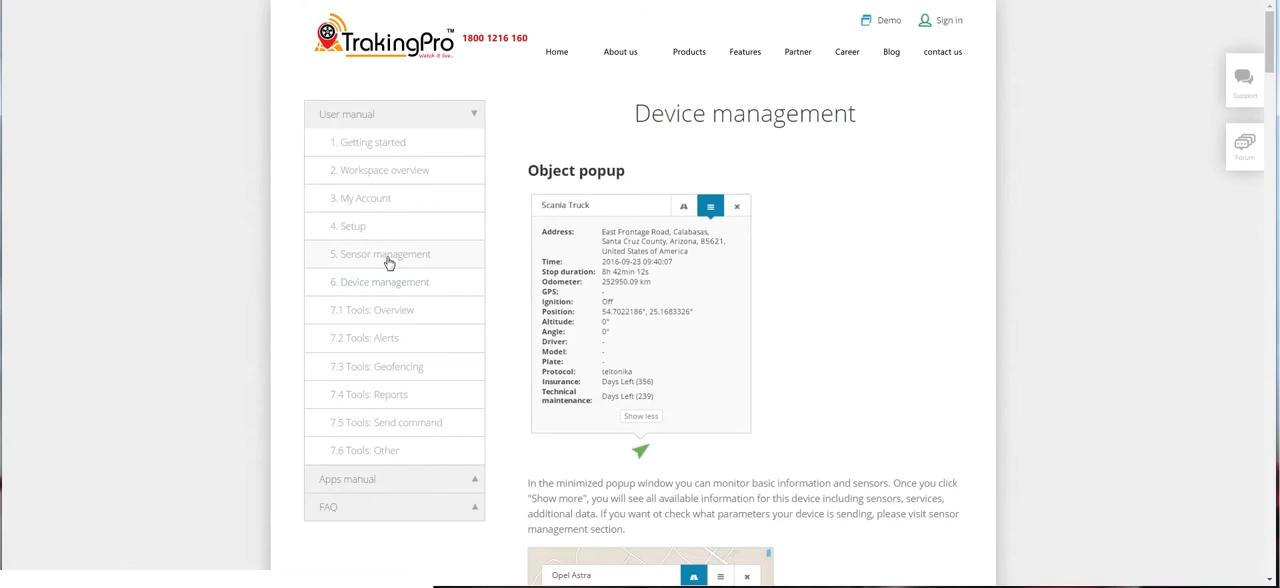 TrakingPro™
watch it live...
1800 1216 160
Demo
Sign in
Home
About us
Products
Features
Partner
Career
Blog
contact us
Support
Forum
User manual
1. Getting started
2. Workspace overview
3. My Account
4. Setup
5. Sensor management
6. Device management
7.1 Tools: Overview
7.2 Tools: Alerts
7.3 Tools: Geofencing
7.4 Tools: Reports
7.5 Tools: Send command
7.6 Tools: Other
Apps manual
FAQ
Device management
Object popup
Scania Truck
Address: East Frontage Road, Calabasas,
Santa Cruz County, Arizona, 85621,
United States of America
Time: 2016-09-23 09:40:07
Stop duration: 8h 42min 12s
Odometer: 252950.09 km
GPS: -
Ignition: Off
Position: 54.7022186°, 25.1683326°
Altitude: 0°
Angle: 0°
Driver: -
Model: -
Plate: -
Protocol: teltonika
Insurance: Days Left (356)
Technical
maintenance: Days Left (239)
Show less
In the minimized popup window you can monitor basic information and sensors. Once you click
"Show more", you will see all available information for this device including sensors, services,
additional data. If you want ot check what parameters your device is sending, please visit sensor
management section.
Opel Astra